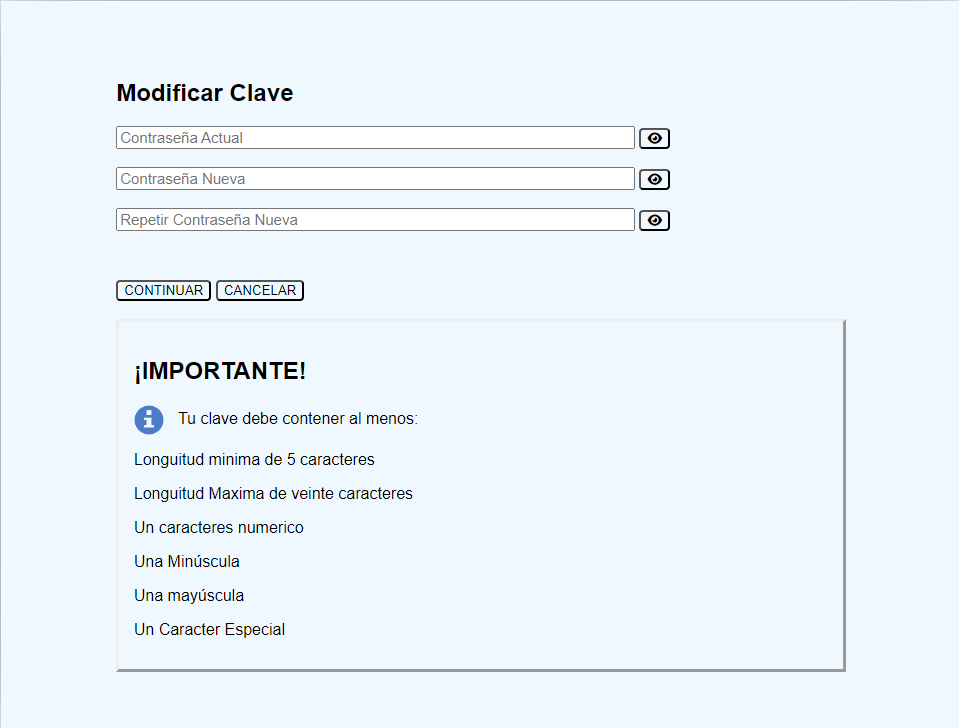 Modificar Clave
Contraseña Actual
Contraseña Nueva
Repetir Contraseña Nueva
CONTINUAR CANCELAR
¡IMPORTANTE!
Tu clave debe contener al menos:
Longuitud minima de 5 caracteres
Longuitud Maxima de veinte caracteres
Un caracteres numerico
Una Minúscula
Una mayúscula
Un Caracter Especial